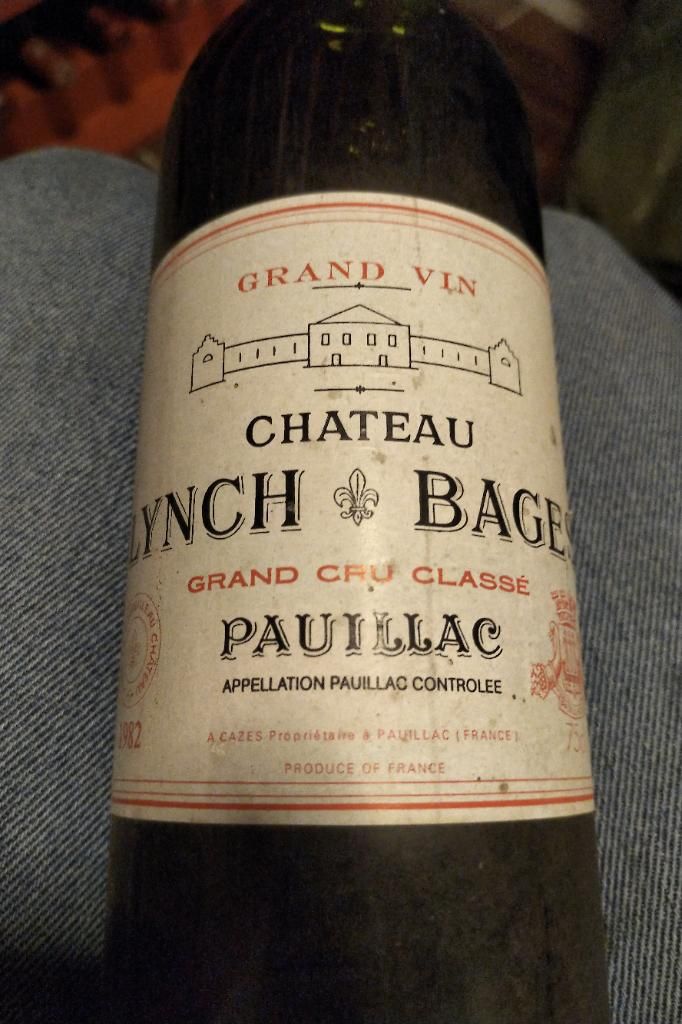 GRAND VIN
CHATEAU
LYNCH BAGES
GRAND CRU CLASSÉ
PAUILLAC
APPELLATION PAUILLAC CONTROLEE
1982
A CAZES Propriétaire à PAUILLAC (FRANCE)
PRODUCE OF FRANCE